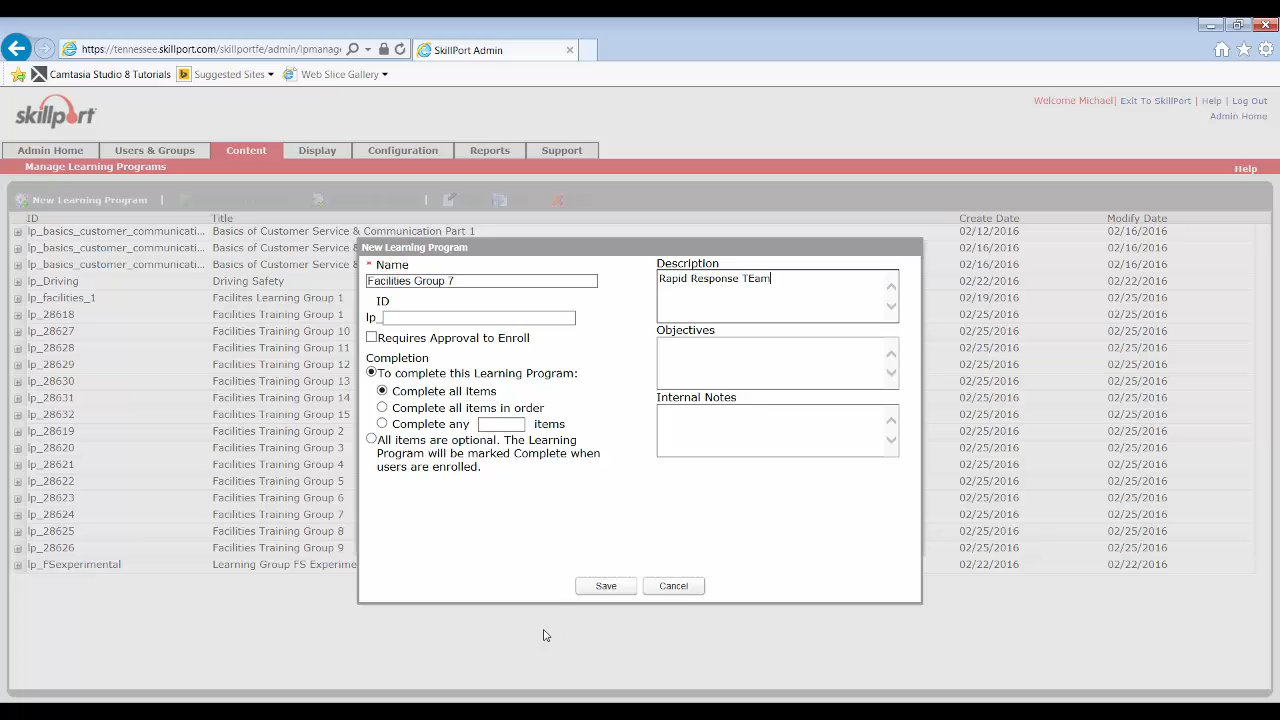 https://tennessee.skillport.com/skillportfe/admin/lpmanag
SkillPort Admin
Camtasia Studio 8 Tutorials
Suggested Sites
Web Slice Gallery
skillport
Welcome Michael| Exit To SkillPort | Help | Log Out
Admin Home
Admin Home
Users & Groups
Content
Display
Configuration
Reports
Support
Manage Learning Programs
Help
New Learning Program |
ID Title Create Date Modify Date
lp_basics_customer_communicati... Basics of Customer Service & Communication Part 1 02/12/2016 02/16/2016
lp_basics_customer_communicati... Basics of Customer Service & 02/16/2016 02/16/2016
lp_basics_customer_communicati... Basics of Customer Service & 02/16/2016 02/16/2016
lp_Driving Driving Safety 02/22/2016 02/22/2016
lp_facilities_1 Facilites Learning Group 1 02/19/2016 02/25/2016
lp_28618 Facilities Training Group 1 02/25/2016 02/25/2016
lp_28627 Facilities Training Group 10 02/25/2016 02/25/2016
lp_28628 Facilities Training Group 11 02/25/2016 02/25/2016
lp_28629 Facilities Training Group 12 02/25/2016 02/25/2016
lp_28630 Facilities Training Group 13 02/25/2016 02/25/2016
lp_28631 Facilities Training Group 14 02/25/2016 02/25/2016
lp_28632 Facilities Training Group 15 02/25/2016 02/25/2016
lp_28619 Facilities Training Group 2 02/25/2016 02/25/2016
lp_28620 Facilities Training Group 3 02/25/2016 02/25/2016
lp_28621 Facilities Training Group 4 02/25/2016 02/25/2016
lp_28622 Facilities Training Group 5 02/25/2016 02/25/2016
lp_28623 Facilities Training Group 6 02/25/2016 02/25/2016
lp_28624 Facilities Training Group 7 02/25/2016 02/25/2016
lp_28625 Facilities Training Group 8 02/25/2016 02/25/2016
lp_28626 Facilities Training Group 9 02/25/2016 02/25/2016
lp_FSexperimental Learning Group FS Experime 02/22/2016 02/22/2016
New Learning Program
* Name
Facilities Group 7
ID
lp_
Requires Approval to Enroll
Completion
To complete this Learning Program:
Complete all Items
Complete all items in order
Complete any items
All items are optional. The Learning
Program will be marked Complete when
users are enrolled.
Description
Rapid Response TEam
Objectives
Internal Notes
Save
Cancel